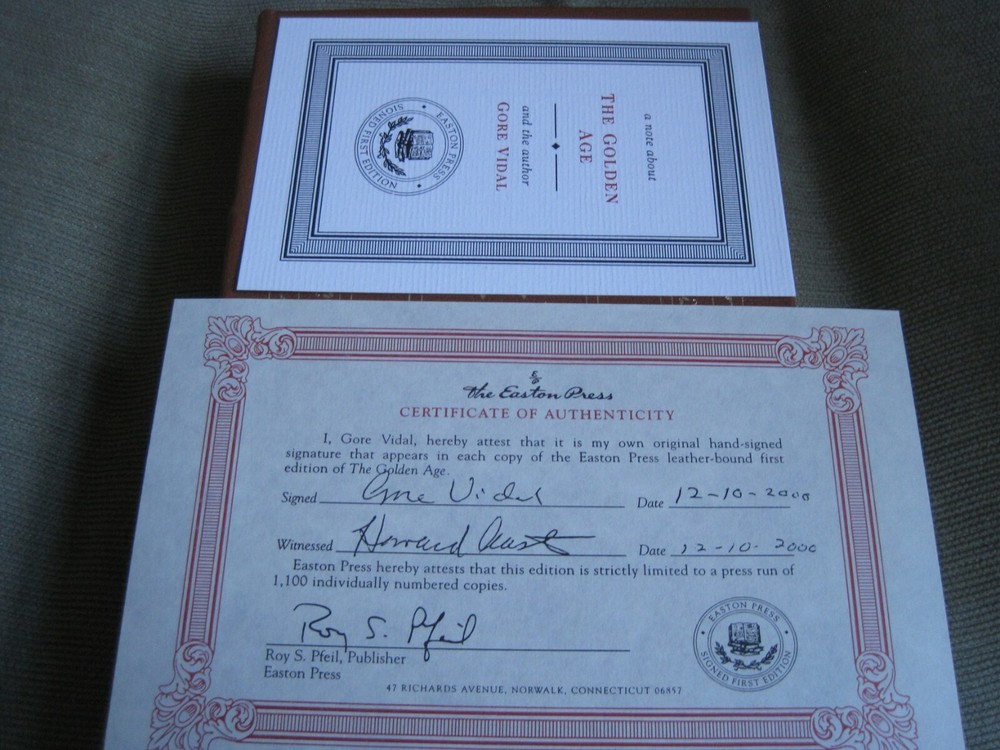 a note about
THE GOLDEN
AGE
and the author
GORE VIDAL
EASTON PRESS
SIGNED FIRST EDITION
The Easton Press
CERTIFICATE OF AUTHENTICITY
I, Gore Vidal, hereby attest that it is my own original hand-signed
signature that appears in each copy of the Easton Press leather-bound first
edition of The Golden Age.
Signed Gore Vidal Date 12-10-2000
Witnessed Howard Austen Date 12-10-2000
Easton Press hereby attests that this edition is strictly limited to a press run of
1,100 individually numbered copies.
Roy S. Pfeil
Roy S. Pfeil, Publisher
Easton Press
EASTON PRESS
SIGNED FIRST EDITION
47 RICHARDS AVENUE, NORWALK, CONNECTICUT 06857